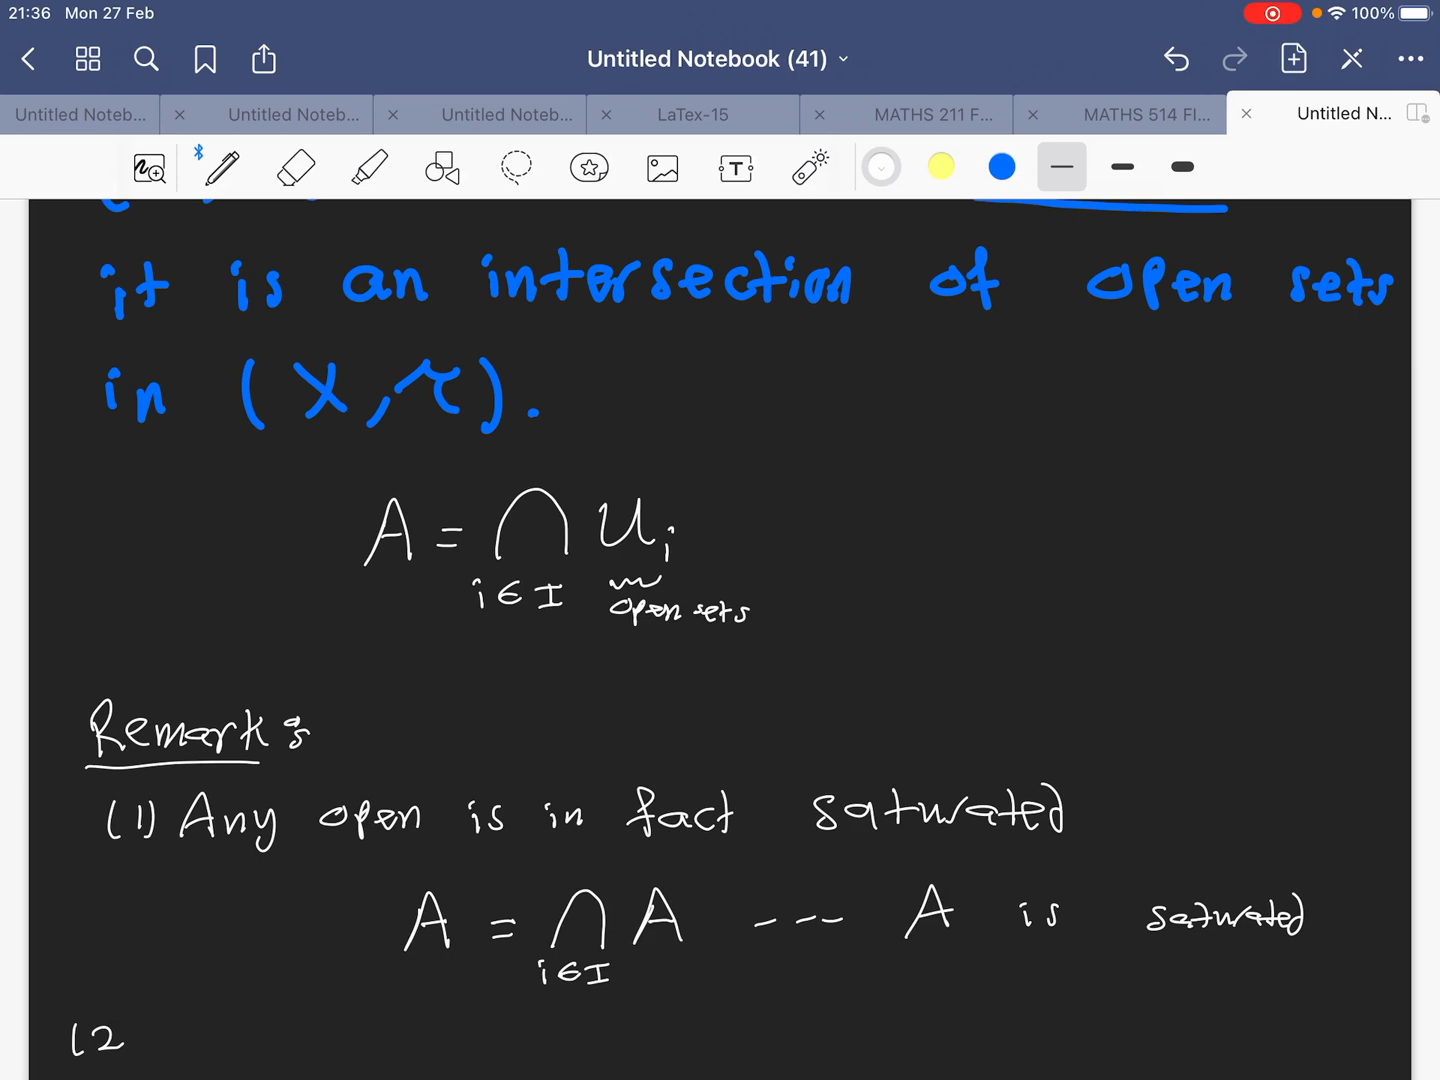 21:36 Mon 27 Feb
100%
Untitled Notebook (41)
Untitled Noteb...
Untitled Noteb...
Untitled Noteb...
LaTex-15
MATHS 211 F...
MATHS 514 FI...
Untitled N...
it is an intersection of open sets
in (X, τ).
A = ⋂ Uᵢ
i ∈ I open sets
Remark:
(1) Any open is in fact saturated
A = ⋂ A --- A is saturated
i ∈ I
(2